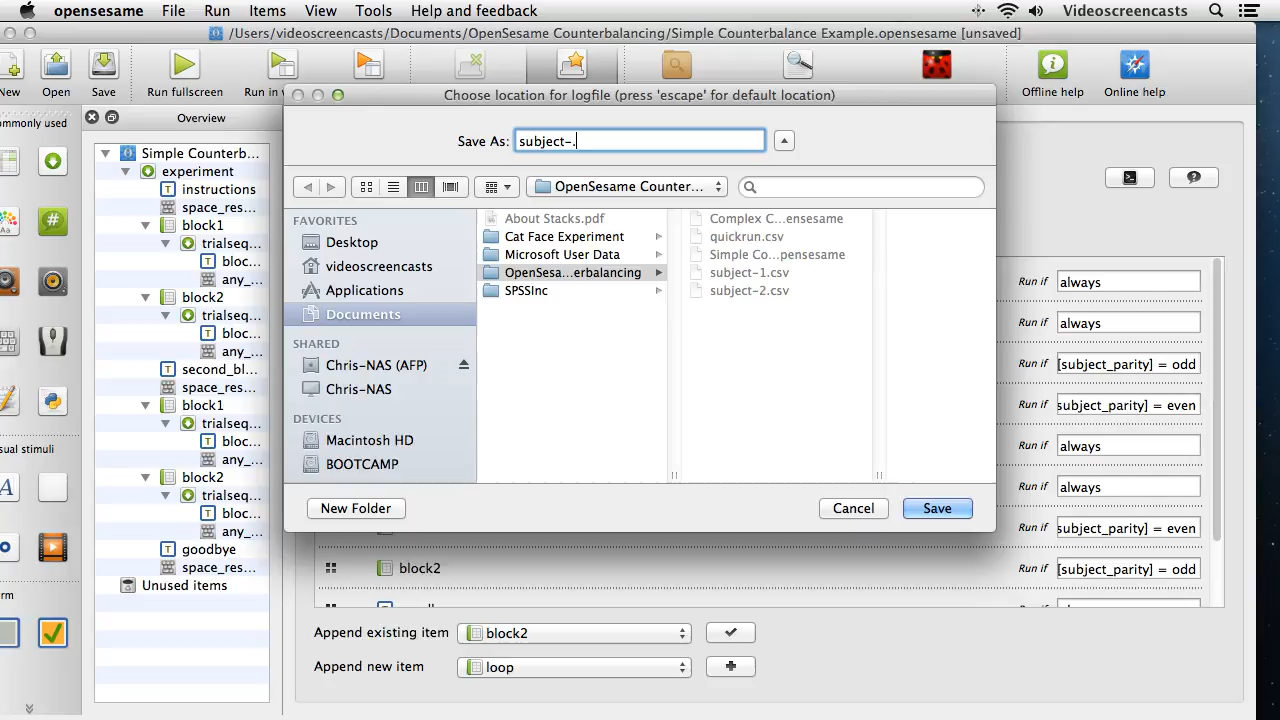 opensesame File Run Items View Tools Help and feedback Videoscreencasts
/Users/videoscreencasts/Documents/OpenSesame Counterbalancing/Simple Counterbalance Example.opensesame [unsaved]
New Open Save Run fullscreen Run in Offline help Online help
Choose location for logfile (press 'escape' for default location)
Save As: subject-.
ommonly used
Overview
Simple Counterb...
experiment
instructions
space_res...
block1
trialseq...
bloc...
any_...
block2
trialseq...
bloc...
any_...
second_bl...
space_res...
block1
trialseq...
bloc...
any_...
block2
trialseq...
bloc...
any_...
goodbye
space_res...
Unused items
sual stimuli
rm
OpenSesame Counter...
FAVORITES
Desktop
videoscreencasts
Applications
Documents
SHARED
Chris-NAS (AFP)
Chris-NAS
DEVICES
Macintosh HD
BOOTCAMP
About Stacks.pdf
Cat Face Experiment
Microsoft User Data
OpenSesa...erbalancing
SPSSInc
Complex C...ensesame
quickrun.csv
Simple Co...pensesame
subject-1.csv
subject-2.csv
New Folder Cancel Save
Run if always
Run if always
Run if [subject_parity] = odd
Run if subject_parity] = even
Run if always
Run if always
Run if subject_parity] = even
block2 Run if [subject_parity] = odd
Append existing item block2
Append new item loop